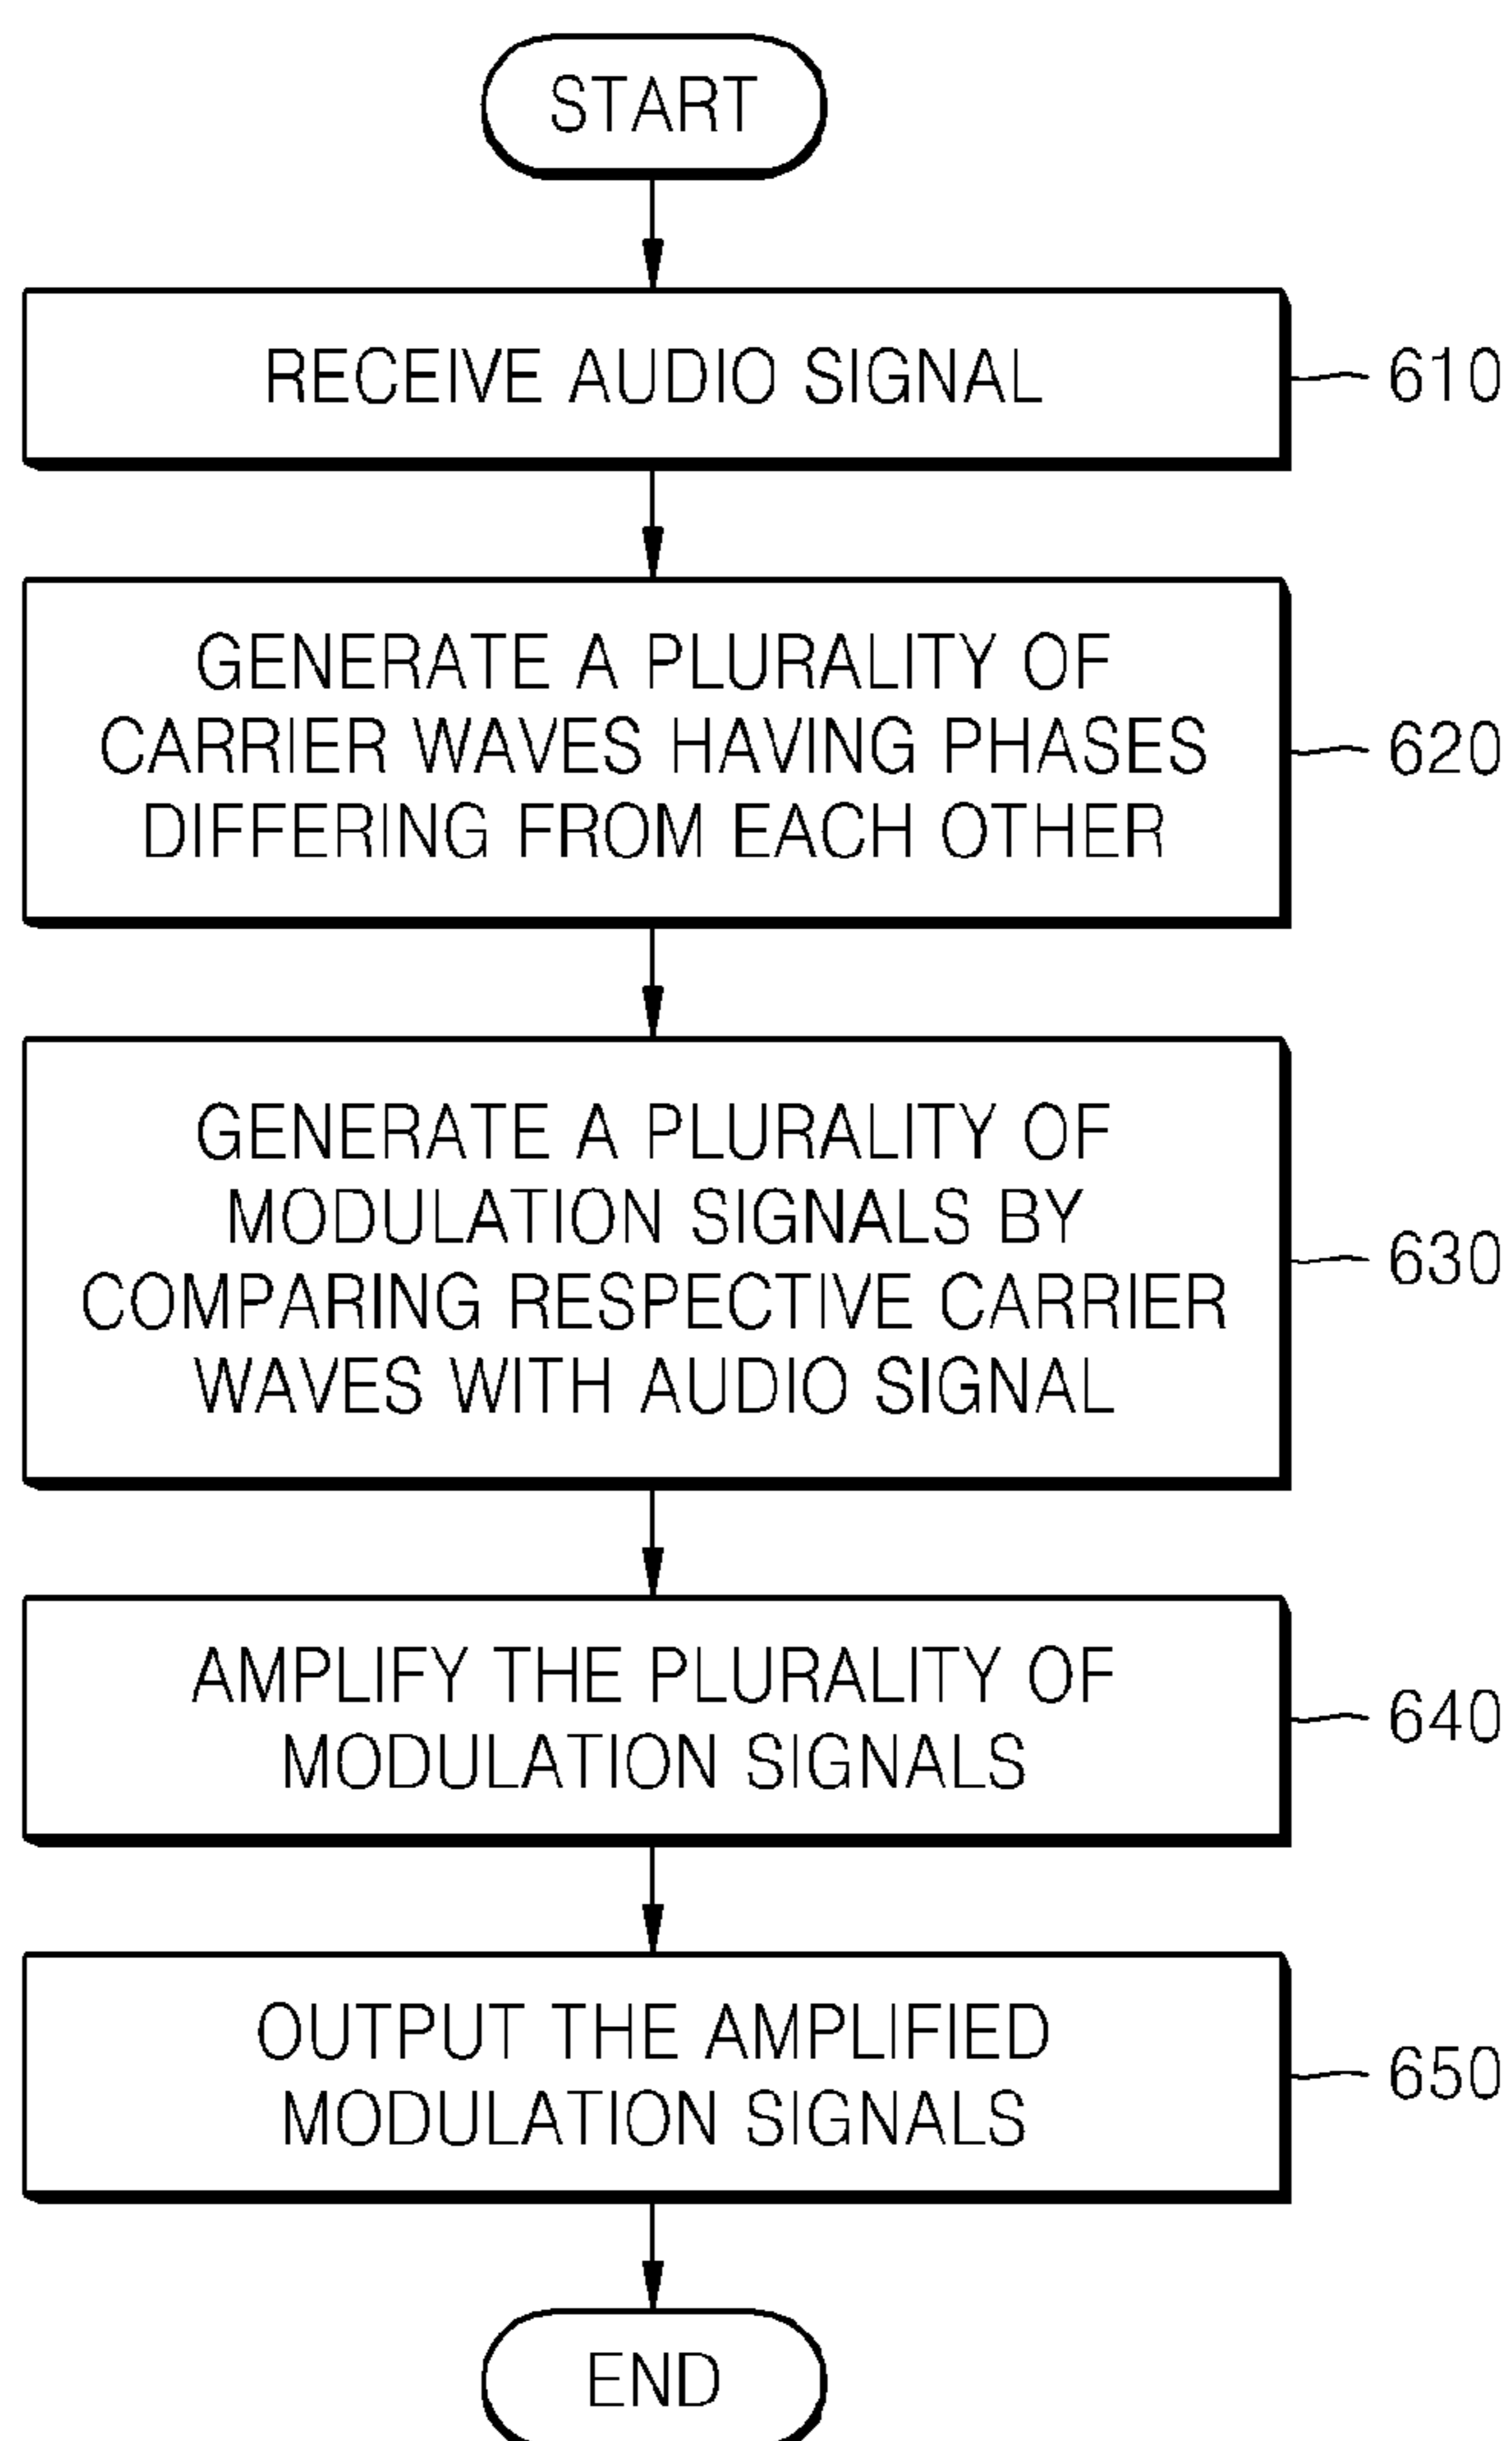 START
RECEIVE AUDIO SIGNAL
610
GENERATE A PLURALITY OF
CARRIER WAVES HAVING PHASES
DIFFERING FROM EACH OTHER
620
GENERATE A PLURALITY OF
MODULATION SIGNALS BY
COMPARING RESPECTIVE CARRIER
WAVES WITH AUDIO SIGNAL
630
AMPLIFY THE PLURALITY OF
MODULATION SIGNALS
640
OUTPUT THE AMPLIFIED
MODULATION SIGNALS
650
END